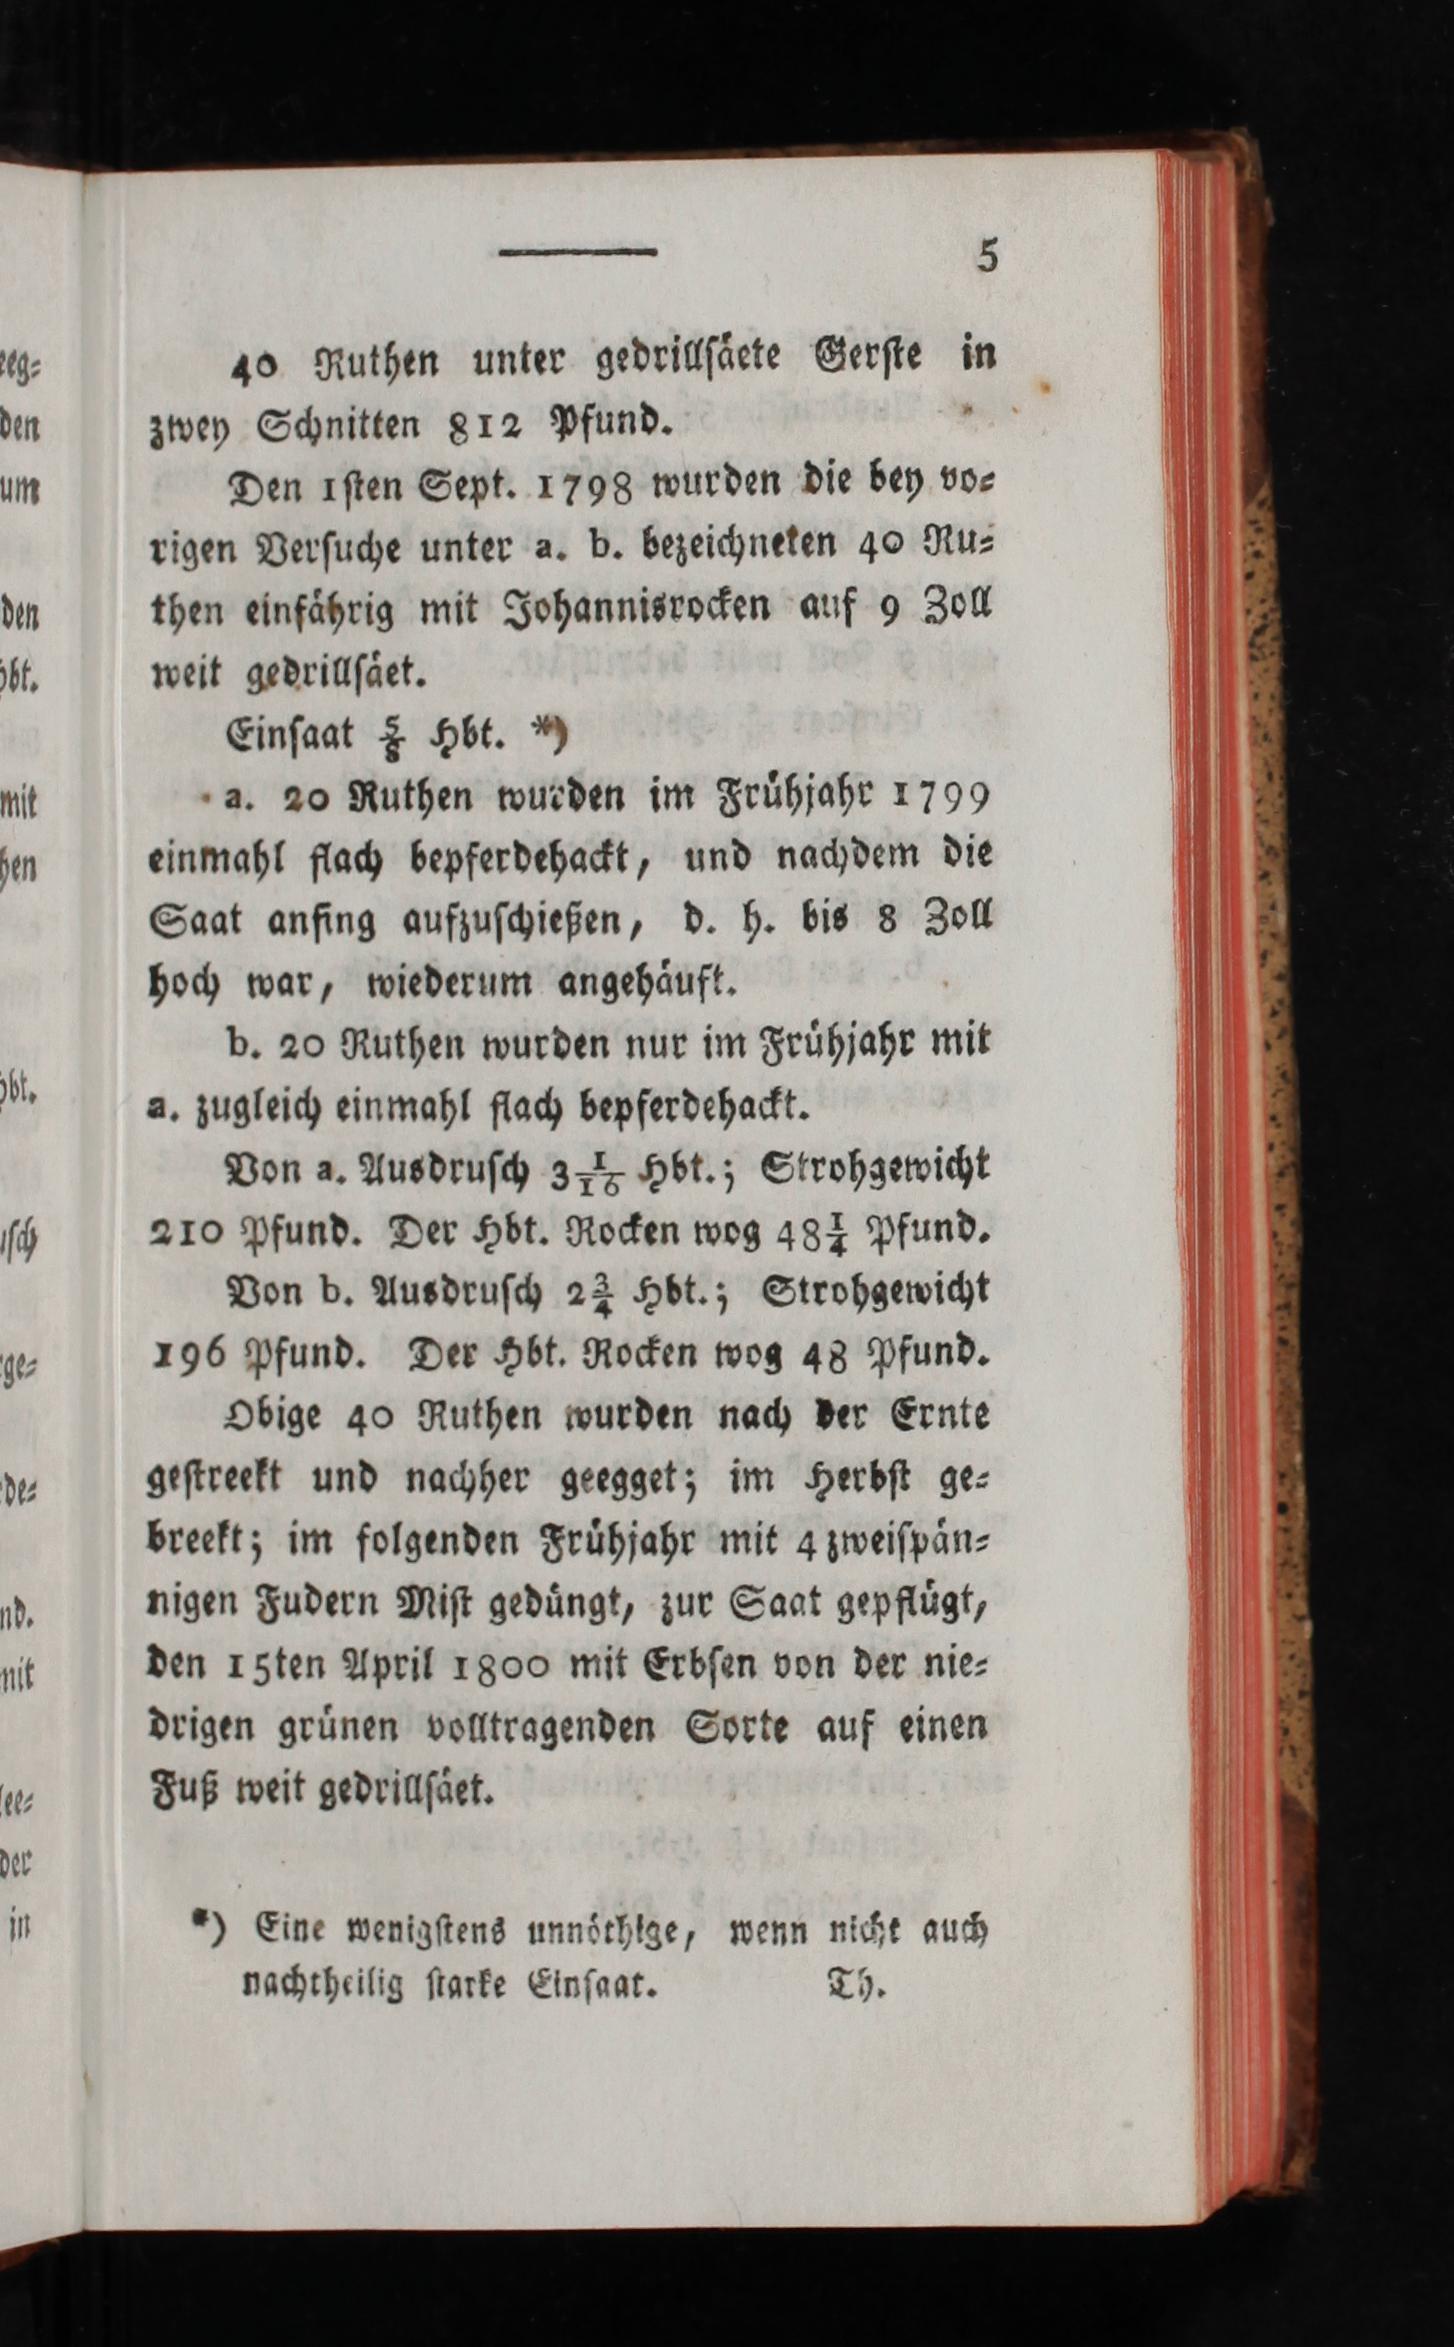 5
40 Ruthen unter gedrillſäete Gerſte in
zwey Schnitten 812 Pfund.
Den 1ſten Sept. 1798 wurden die bey vo⸗
rigen Verſuche unter a. b. bezeichneten 40 Ru⸗
then einfährig mit Johannisrocken auf 9 Zoll
weit gedrillſäet.
Einſaat 5/8 Hbt. *)
a. 20 Ruthen wurden im Frühjahr 1799
einmahl flach bepferdehackt, und nachdem die
Saat anfing aufzuſchießen, d. h. bis 8 Zoll
hoch war, wiederum angehäuft.
b. 20 Ruthen wurden nur im Frühjahr mit
a. zugleich einmahl flach bepferdehackt.
Von a. Ausdruſch 3 1/16 Hbt.; Strohgewicht
210 Pfund. Der Hbt. Rocken wog 48 1/4 Pfund.
Von b. Ausdruſch 2 3/4 Hbt.; Strohgewicht
196 Pfund. Der Hbt. Rocken wog 48 Pfund.
Obige 40 Ruthen wurden nach der Ernte
geſtreekt und nachher geegget; im Herbſt ge⸗
breekt; im folgenden Frühjahr mit 4 zweiſpän⸗
nigen Fudern Miſt gedüngt, zur Saat gepflügt,
den 15ten April 1800 mit Erbſen von der nie⸗
drigen grünen volltragenden Sorte auf einen
Fuß weit gedrillſäet.
*) Eine wenigſtens unnöthige, wenn nicht auch
nachtheilig ſtarke Einſaat. Th.